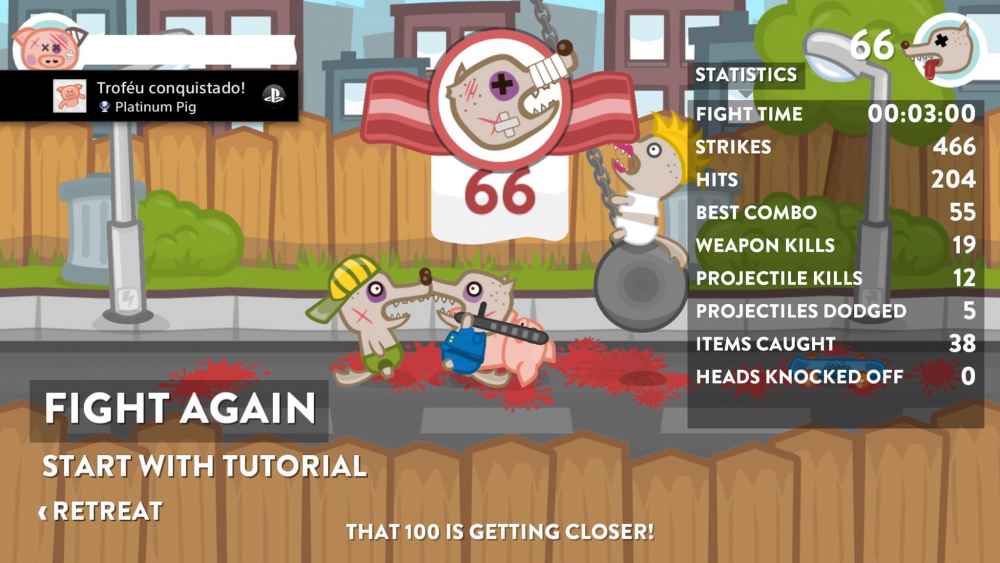 Troféu conquistado!
Platinum Pig
66
66
STATISTICS
FIGHT TIME 00:03:00
STRIKES 466
HITS 204
BEST COMBO 55
WEAPON KILLS 19
PROJECTILE KILLS 12
PROJECTILES DODGED 5
ITEMS CAUGHT 38
HEADS KNOCKED OFF 0
FIGHT AGAIN
START WITH TUTORIAL
‹ RETREAT
THAT 100 IS GETTING CLOSER!